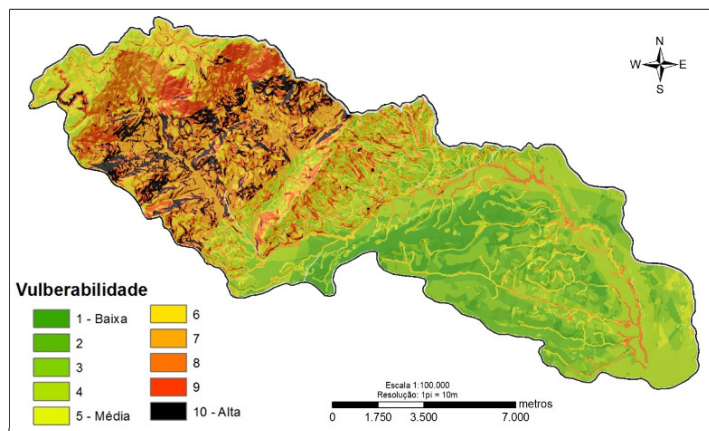 N
W E
S
Vulberabilidade
1 - Baixa
2
3
4
5 - Média
6
7
8
9
10 - Alta
Escala 1:100.000
Resolução: 1pi = 10m
metros
0 1.750 3.500 7.000